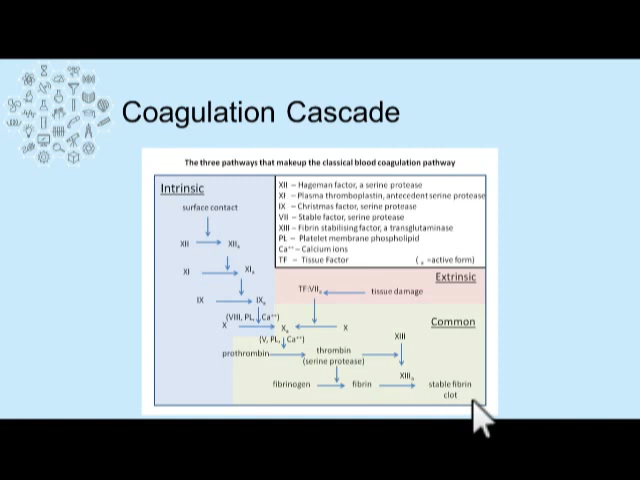 Coagulation Cascade
The three pathways that makeup the classical blood coagulation pathway
Intrinsic
surface contact
XII
XIIₐ
XI
XIₐ
IX
IXₐ
(VIII, PL, Ca⁺⁺)
X
Xₐ
X
(V, PL, Ca⁺⁺)
prothrombin
thrombin
(serine protease)
fibrinogen
fibrin
XII – Hageman factor, a serine protease
XI – Plasma thromboplastin, antecedent serine protease
IX – Christmas factor, serine protease
VII – Stable factor, serine protease
XIII – Fibrin stabilising factor, a transglutaminase
PL – Platelet membrane phospholipid
Ca⁺⁺ – Calcium ions
TF – Tissue Factor
( ₐ =active form)
Extrinsic
TF:VIIₐ
tissue damage
Common
XIII
XIIIₐ
stable fibrin
clot